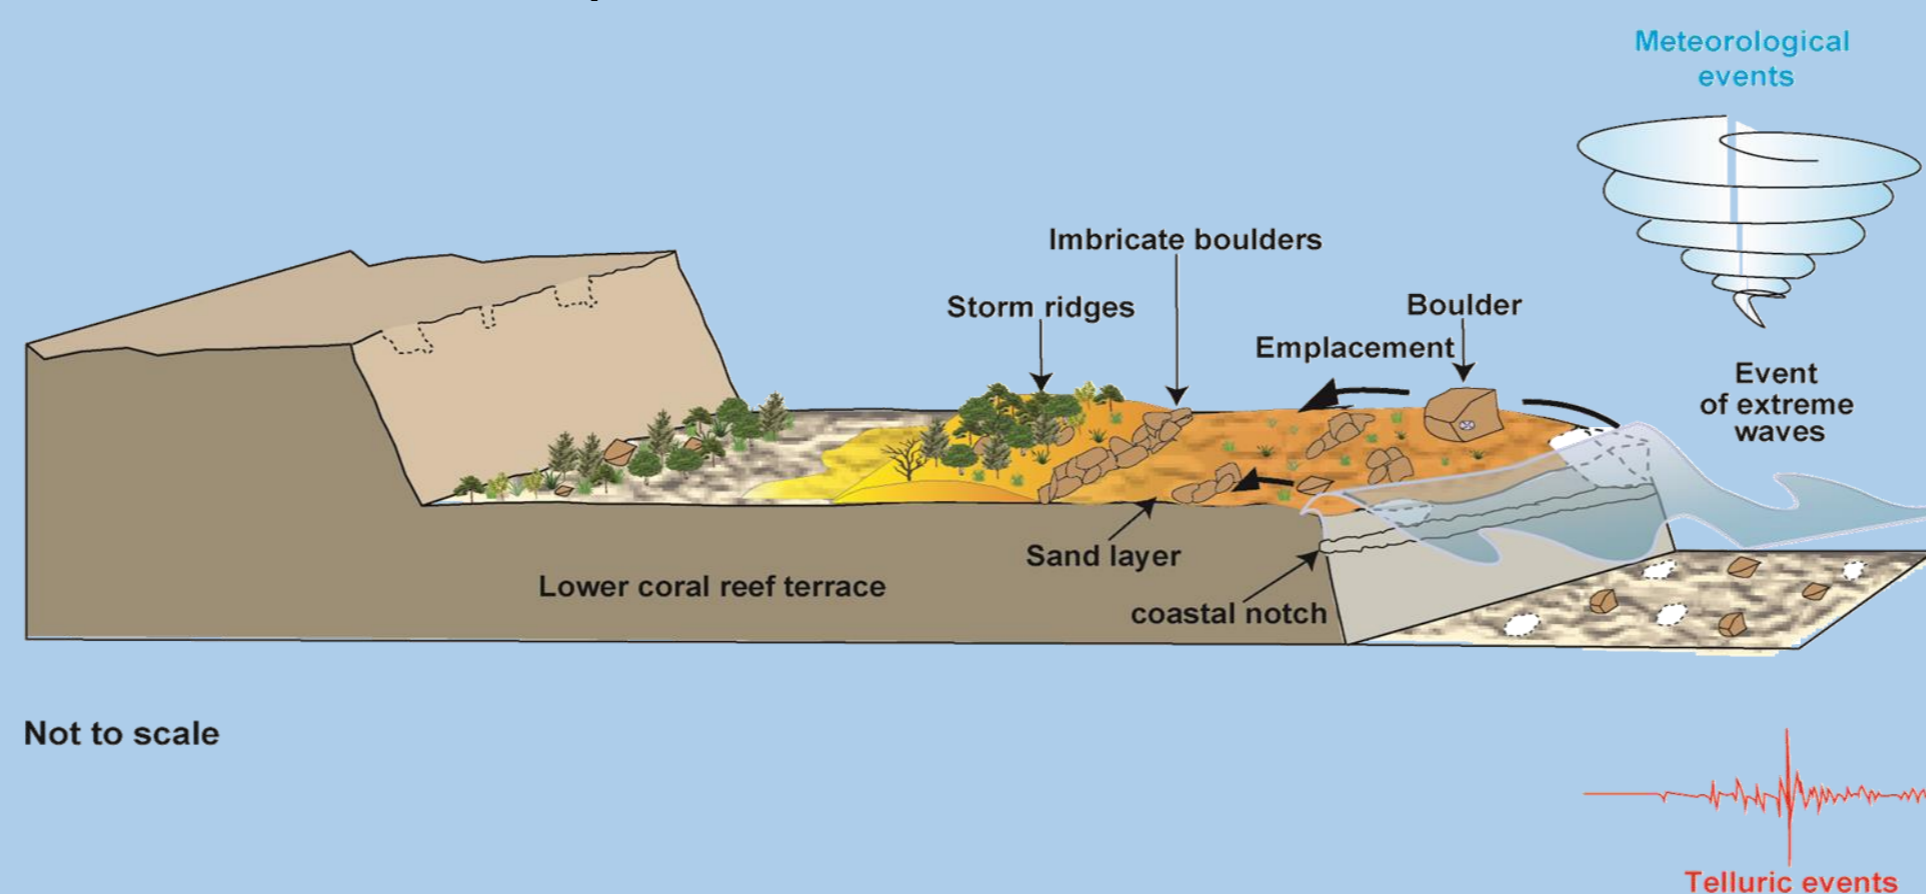 Meteorological
events
Imbricate boulders
Storm ridges
Boulder
Emplacement
Event
of extreme
waves
Sand layer
Lower coral reef terrace
coastal notch
Not to scale
Telluric events